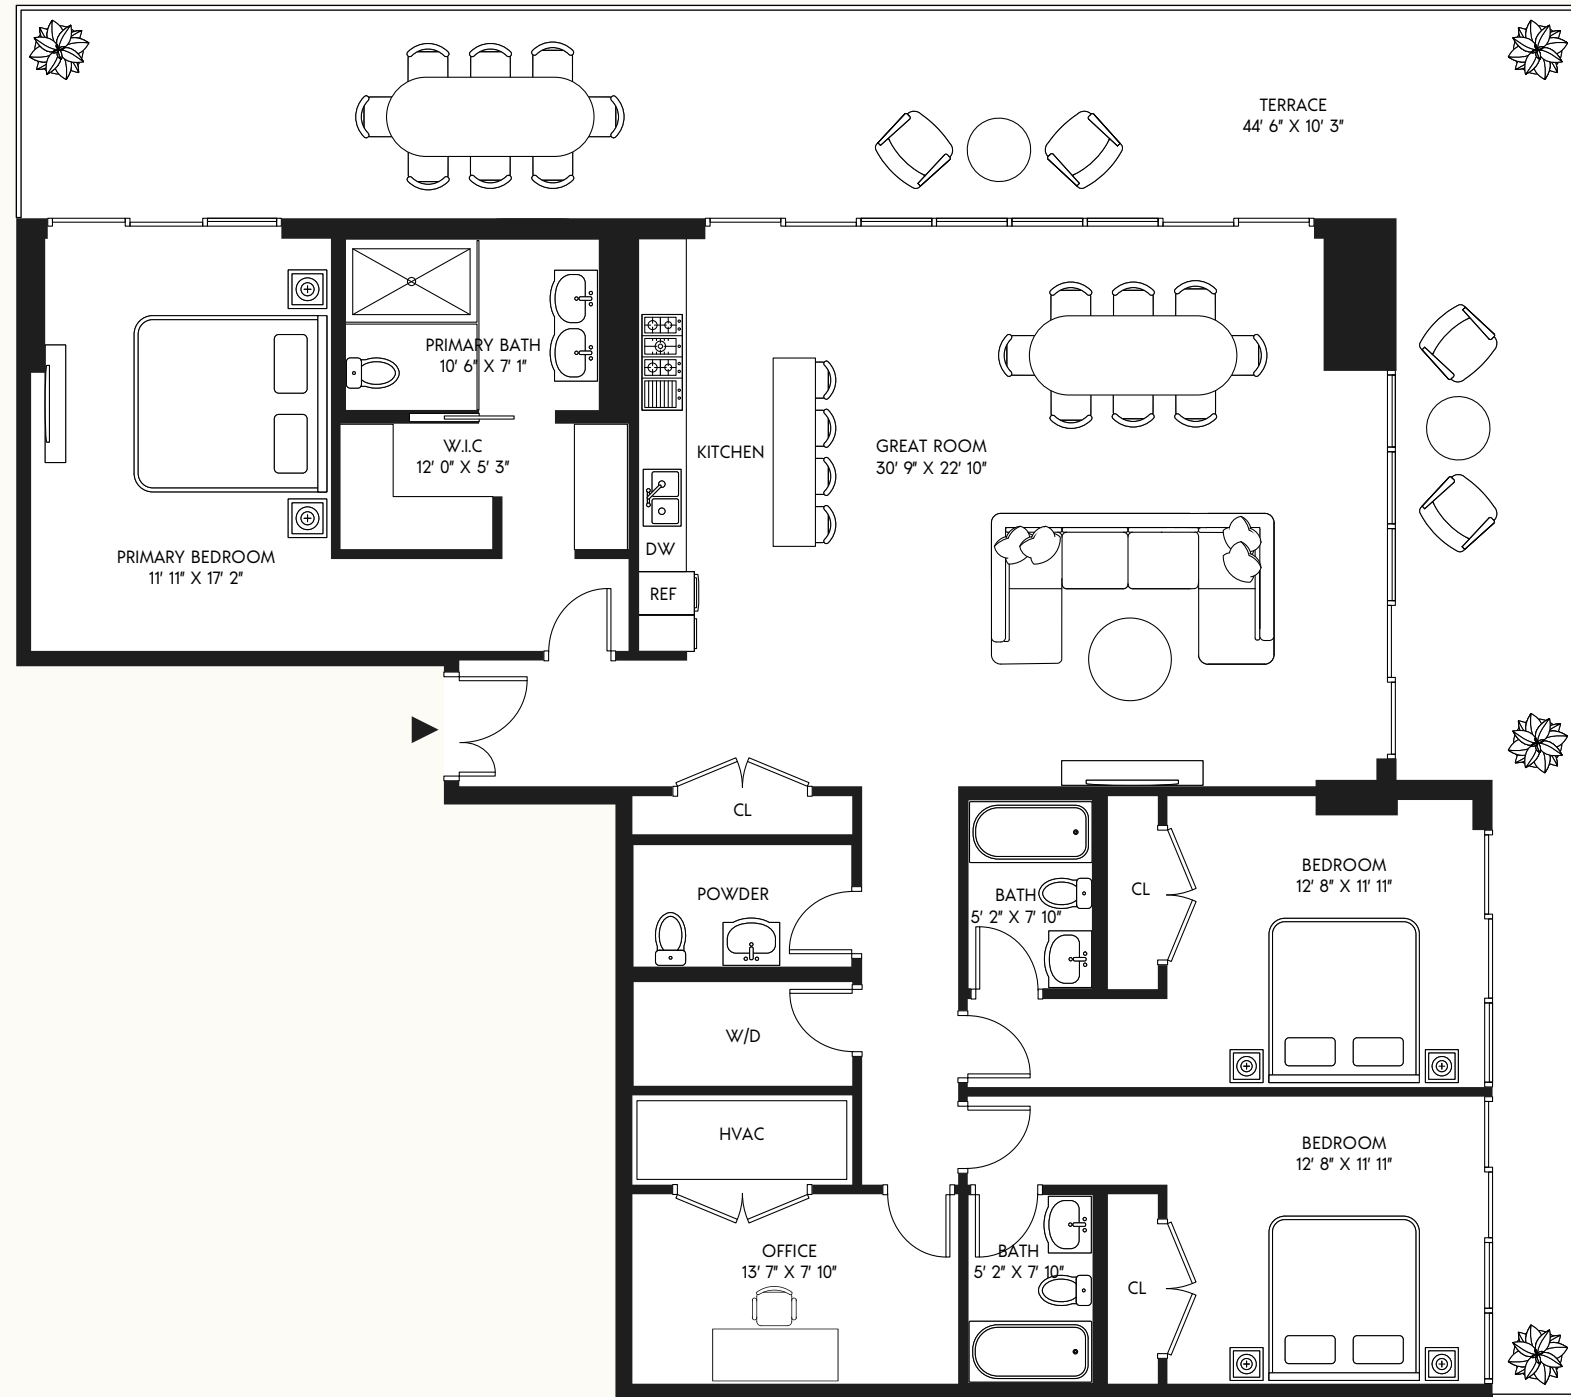 TERRACE
44' 6" X 10' 3"
PRIMARY BATH
10' 6" X 7' 1"
W.I.C
12' 0" X 5' 3"
KITCHEN
GREAT ROOM
30' 9" X 22' 10"
PRIMARY BEDROOM
11' 11" X 17' 2"
DW
REF
CL
POWDER
BATH
5' 2" X 7' 10"
CL
BEDROOM
12' 8" X 11' 11"
W/D
HVAC
BEDROOM
12' 8" X 11' 11"
OFFICE
13' 7" X 7' 10"
BATH
5' 2" X 7' 10"
CL